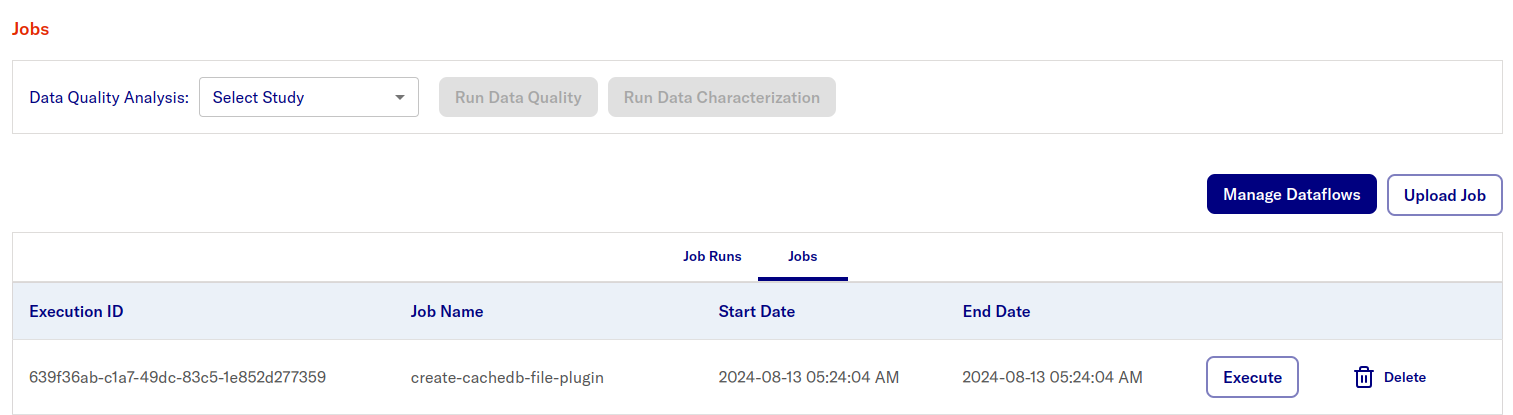 Jobs
Data Quality Analysis: Select Study Run Data Quality Run Data Characterization
Manage Dataflows Upload Job
Job Runs Jobs
Execution ID Job Name Start Date End Date
639f36ab-c1a7-49dc-83c5-1e852d277359 create-cachedb-file-plugin 2024-08-13 05:24:04 AM 2024-08-13 05:24:04 AM Execute Delete